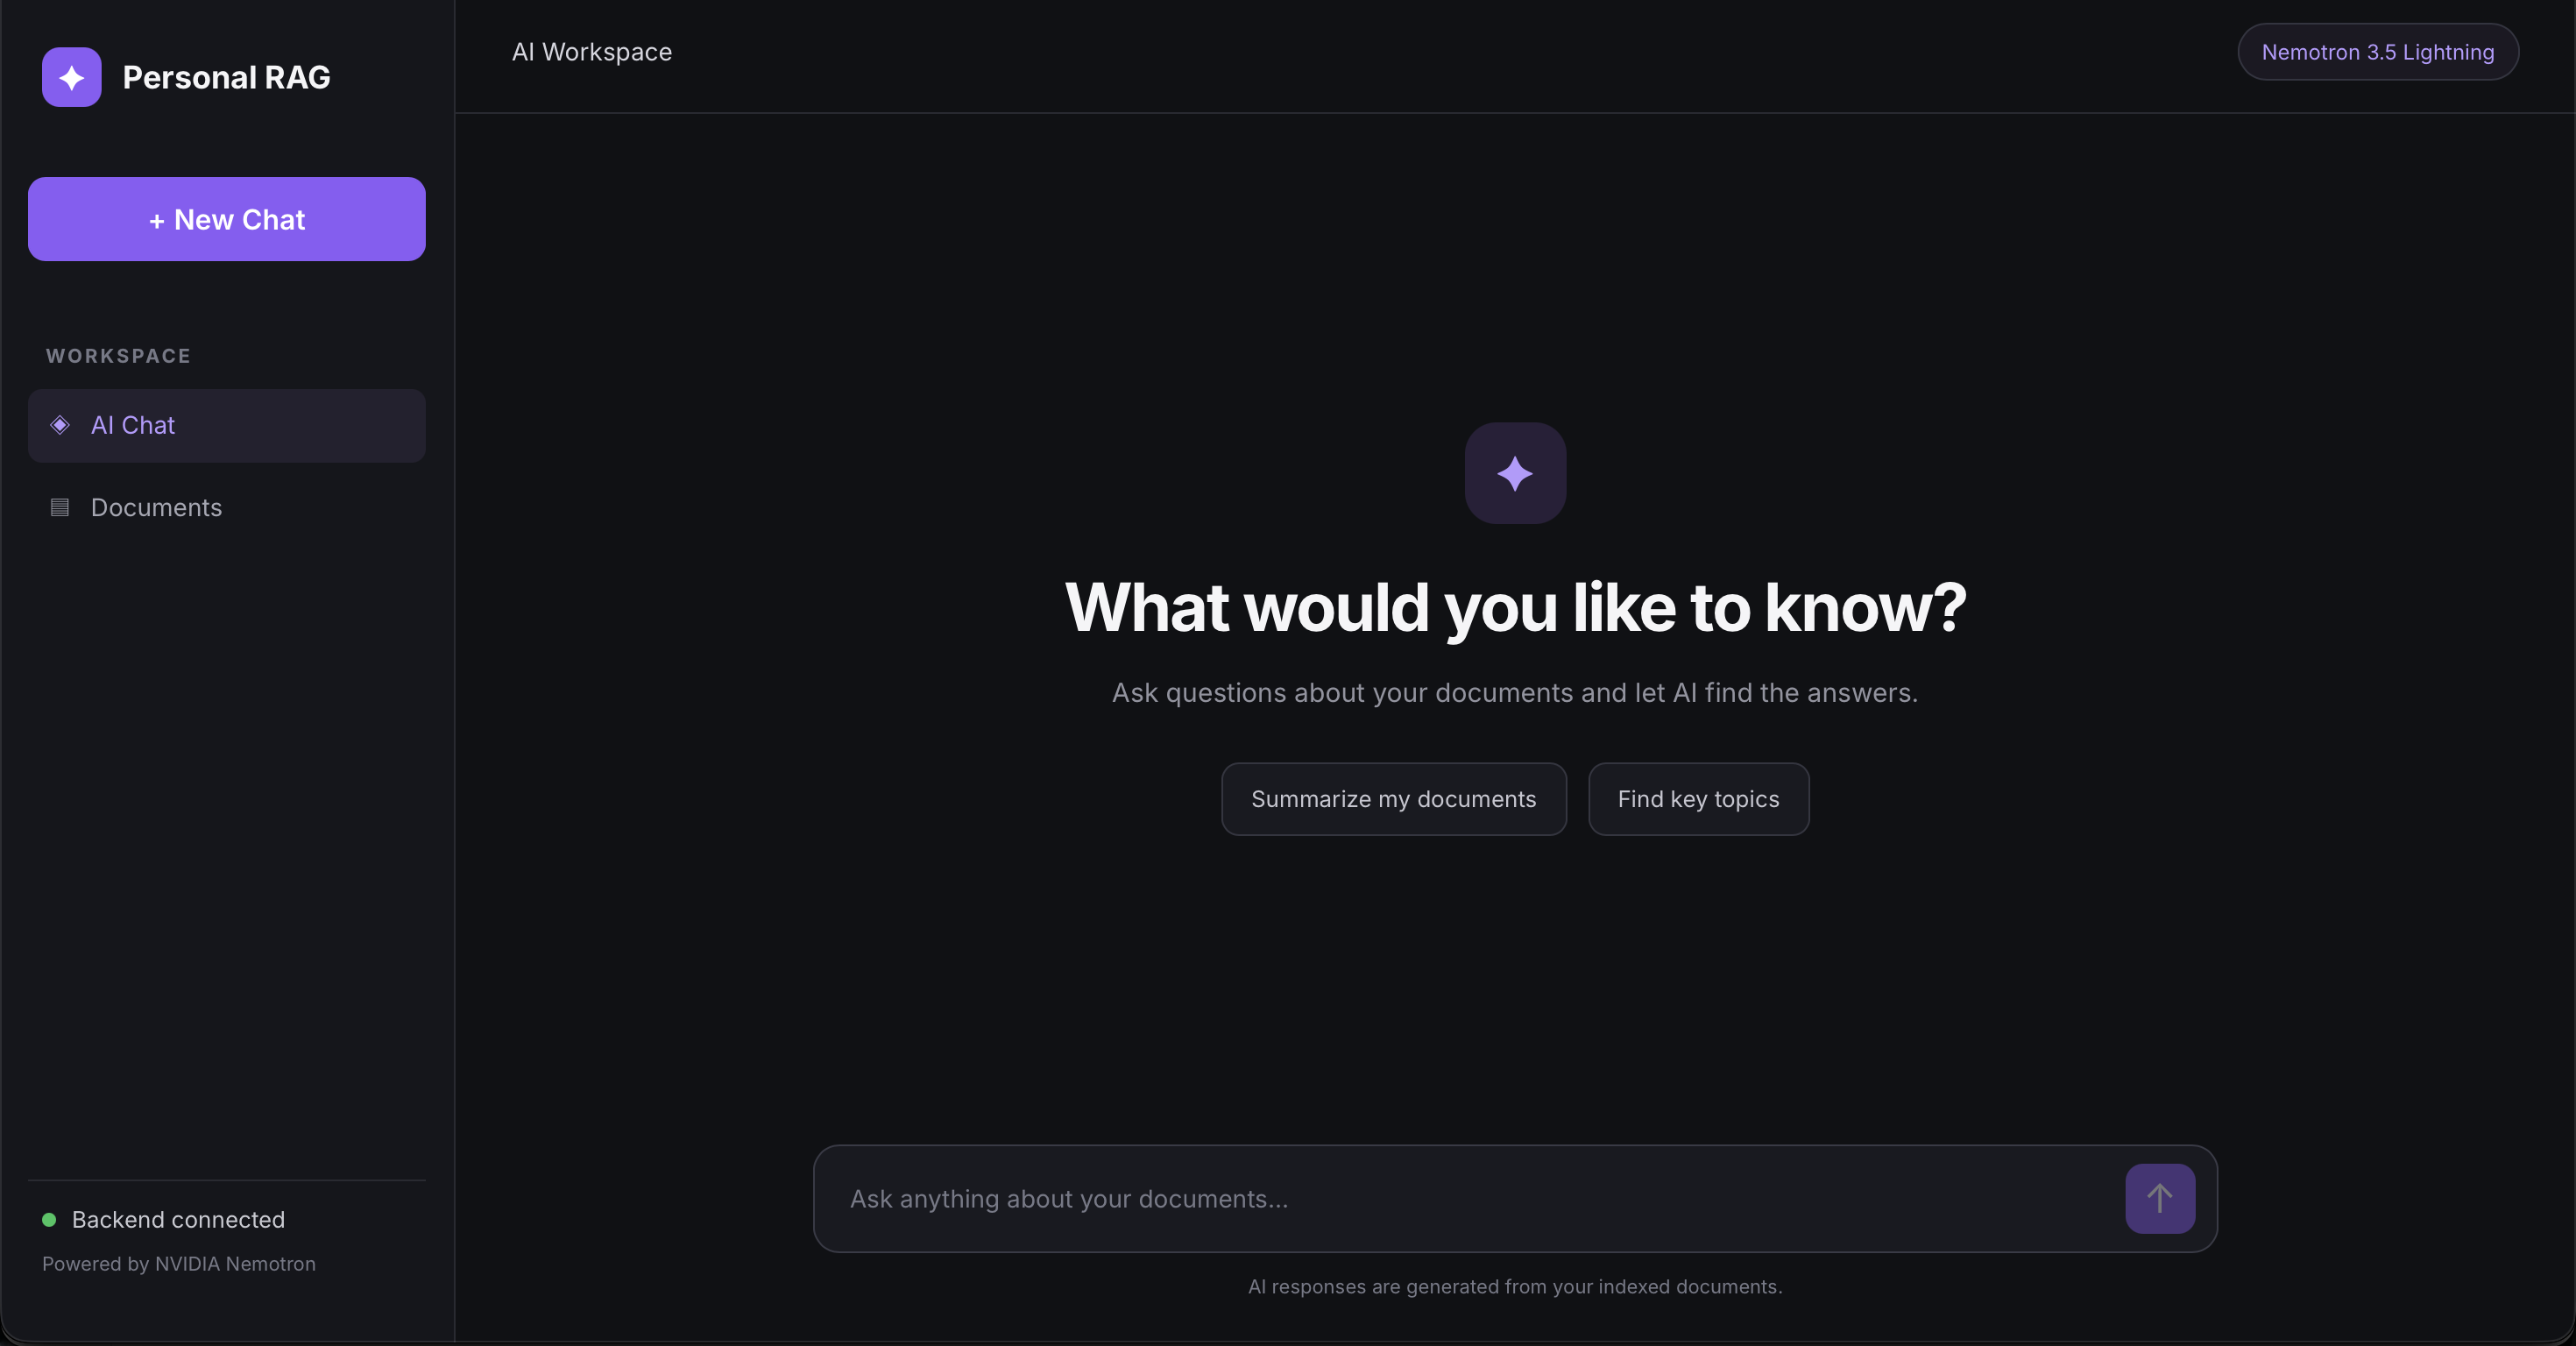 Personal RAG
+ New Chat
WORKSPACE
AI Chat
Documents
Backend connected
Powered by NVIDIA Nemotron
AI Workspace
Nemotron 3.5 Lightning
What would you like to know?
Ask questions about your documents and let AI find the answers.
Summarize my documents
Find key topics
Ask anything about your documents...
AI responses are generated from your indexed documents.